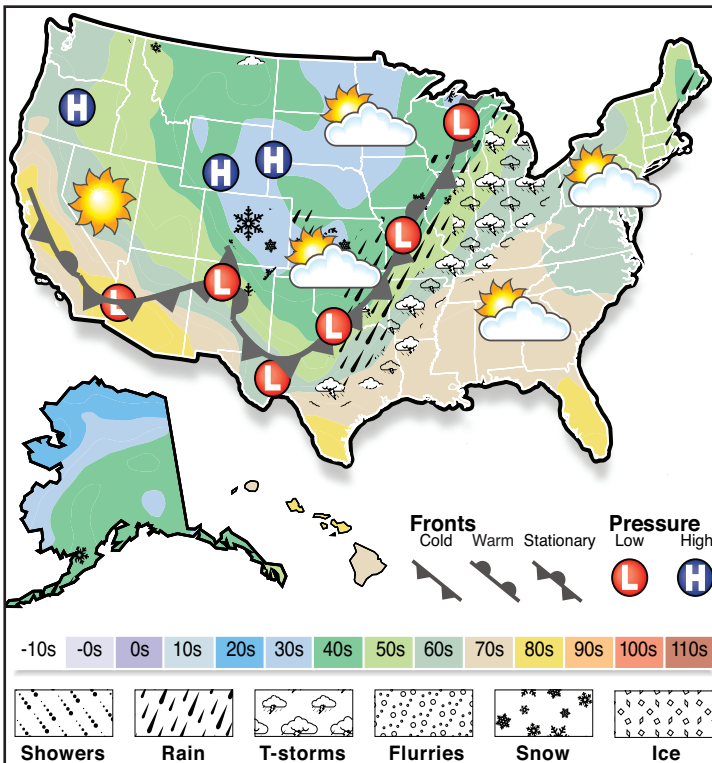 H
L
H
H
L
L
L
L
L
Fronts
Cold Warm Stationary
Pressure
Low High
L H
-10s -0s 0s 10s 20s 30s 40s 50s 60s 70s 80s 90s 100s 110s
Showers Rain T-storms Flurries Snow Ice